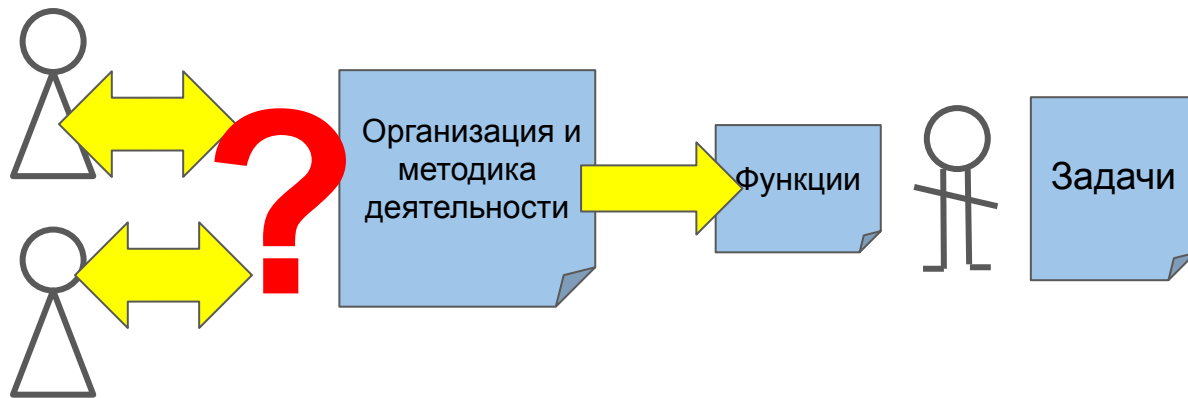 ?
Организация и
методика
деятельности
Функции
Задачи